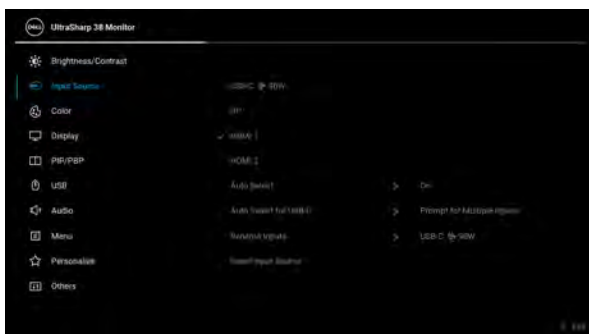 DELL UltraSharp 38 Monitor
Brightness/Contrast
Input Source USB-C 90W
Color DP
Display HDMI 1
PIP/PBP HDMI 2
USB Auto Select > On
Audio Auto Select for USB-C > Prompt for Multiple Inputs
Menu Rename Inputs > USB-C 90W
Personalize Reset Input Source
Others